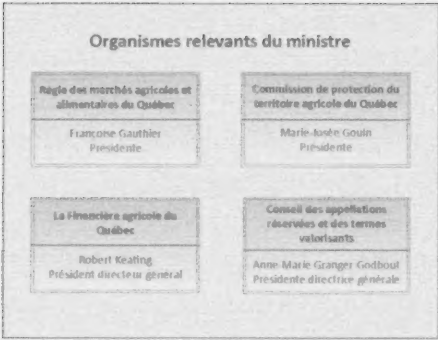 Organismes relevants du ministre
Régie des marchés agricoles et
alimentaires du Québec
Françoise Gauthier
Présidente
Commission de protection du
territoire agricole du Québec
Marie-Josée Gouin
Présidente
La Financière agricole du
Québec
Robert Keating
Président directeur général
Conseil des appellations
réservées et des termes
valorisants
Anne Marie Granger Godbout
Présidente directrice générale